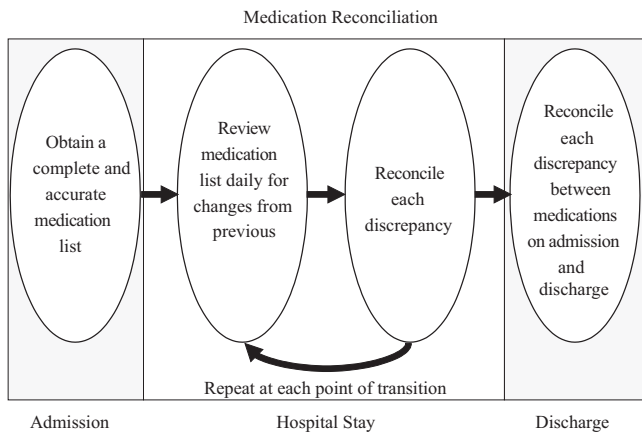 Medication Reconciliation
Obtain a
complete and
accurate
medication
list
Review
medication
list daily for
changes from
previous
Reconcile
each
discrepancy
Reconcile
each
discrepancy
between
medications
on admission
and
discharge
Repeat at each point of transition
Admission
Hospital Stay
Discharge